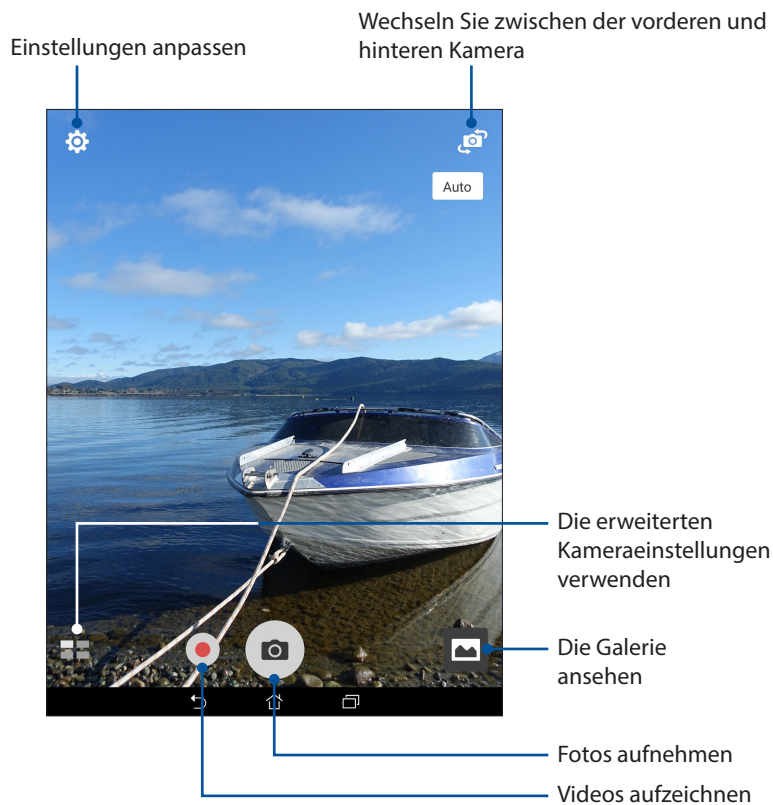 Wechseln Sie zwischen der vorderen und
hinteren Kamera
Einstellungen anpassen
Auto
Die erweiterten
Kameraeinstellungen
verwenden
Die Galerie
ansehen
Fotos aufnehmen
Videos aufzeichnen